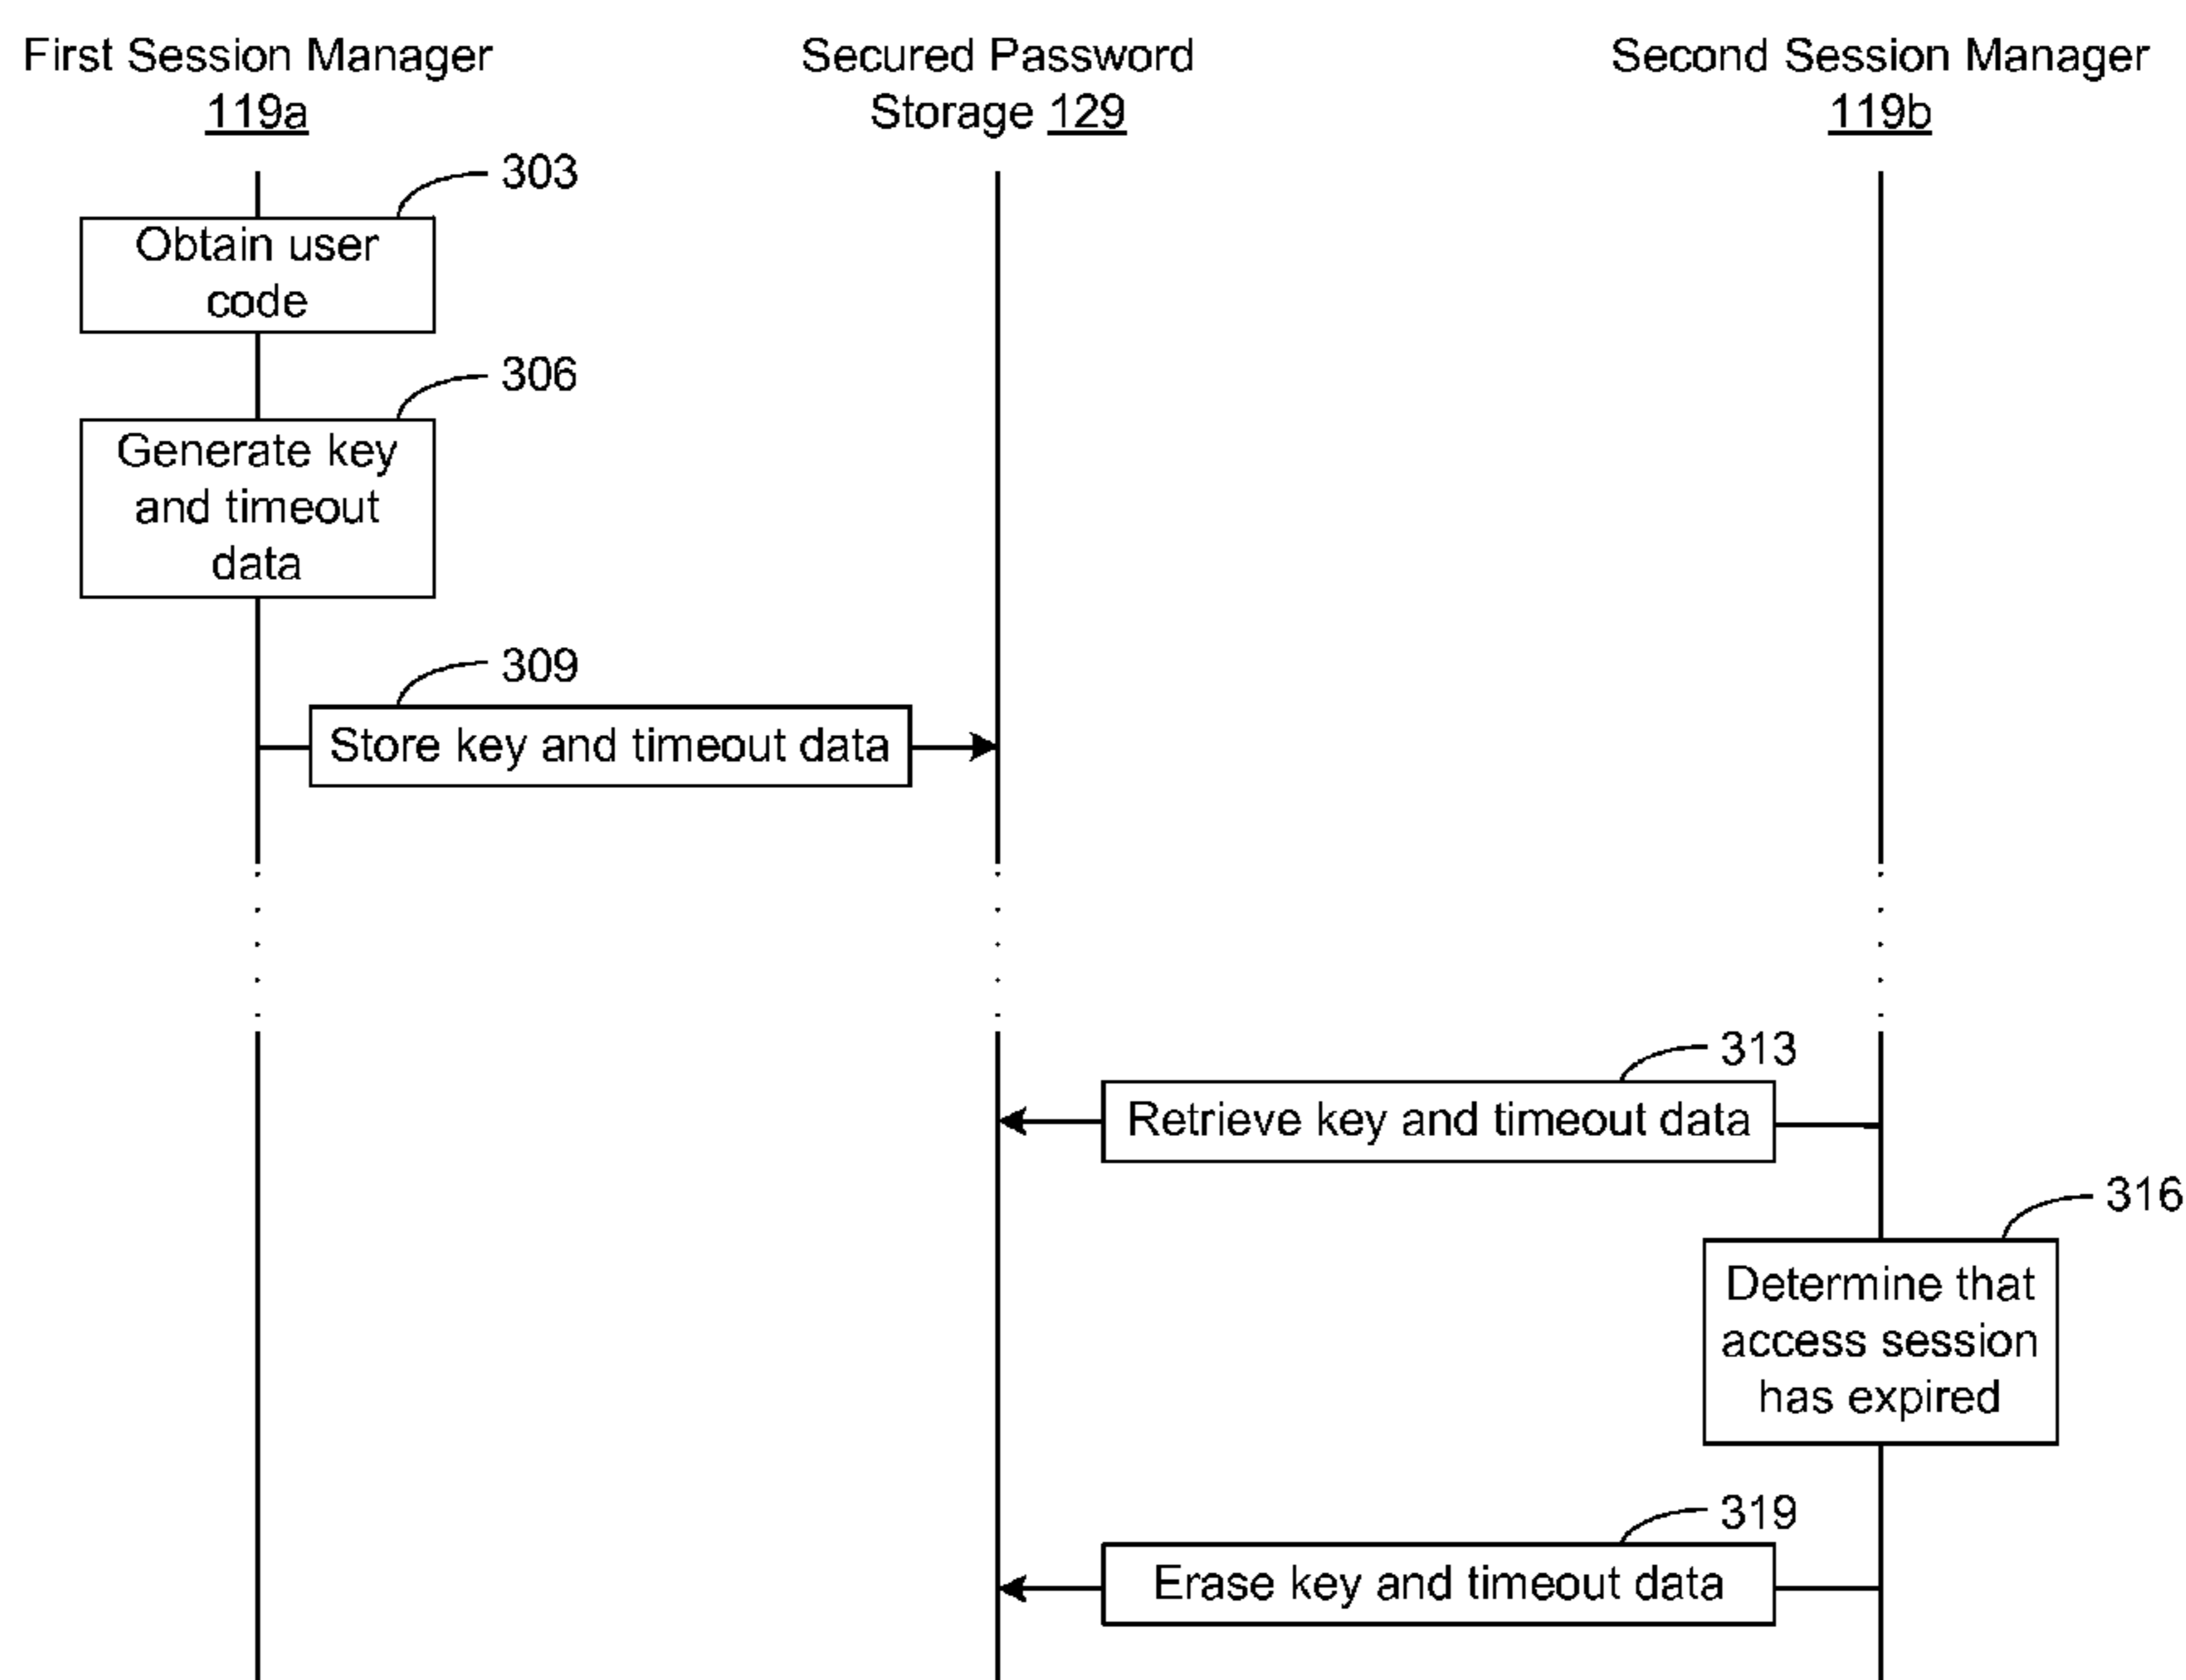 First Session Manager
119a
Secured Password
Storage 129
Second Session Manager
119b
303
Obtain user
code
306
Generate key
and timeout
data
309
Store key and timeout data
313
Retrieve key and timeout data
316
Determine that
access session
has expired
319
Erase key and timeout data